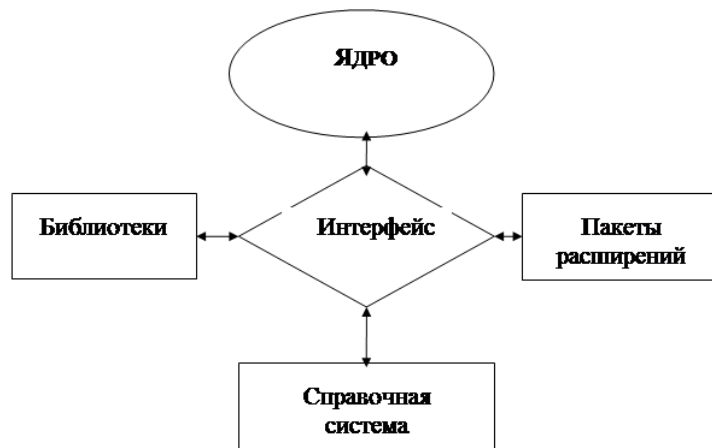 ЯДРО
Библиотеки
Интерфейс
Пакеты
расширений
Справочная
система